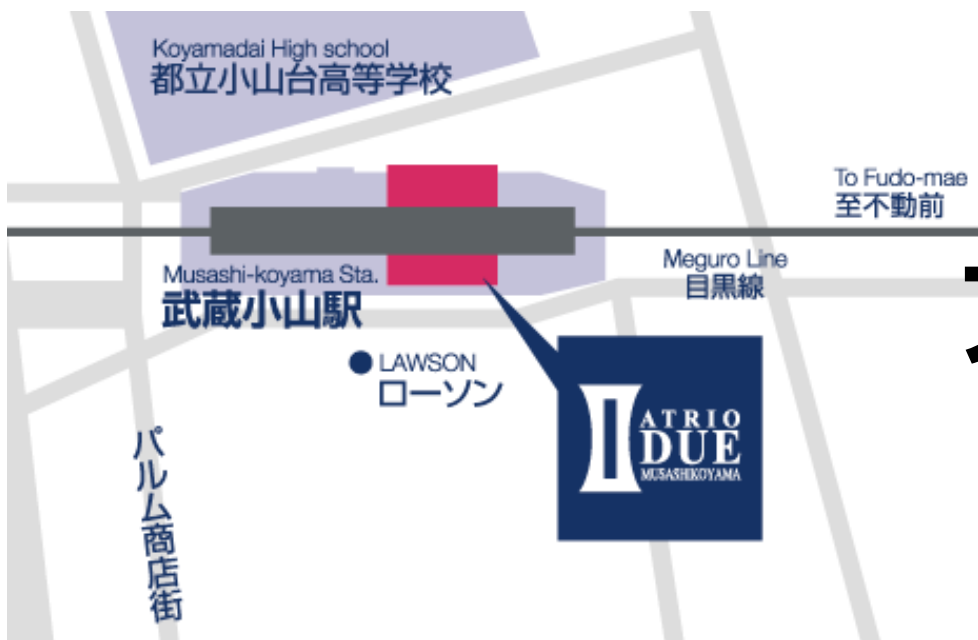 Koyamadai High school
都立小山台高等学校
To Fudo-mae
至不動前
Meguro Line
目黒線
Musashi-koyama Sta.
武蔵小山駅
LAWSON
ローソン
ATRIO
DUE
MUSASHIKOYAMA
パルム商店街